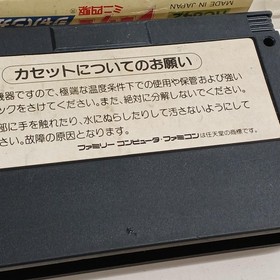 MADE IN JAPAN
カセットについてのお願い
機器ですので、極端な温度条件下での使用や保管および強い
ックをさけてください。また、絶対に分解しないでください。
部に手を触れたり、水にぬらしたりして汚さないようにして
さい。故障の原因となります。
ファミリーコンピュータ・ファミコンは任天堂の商標です。